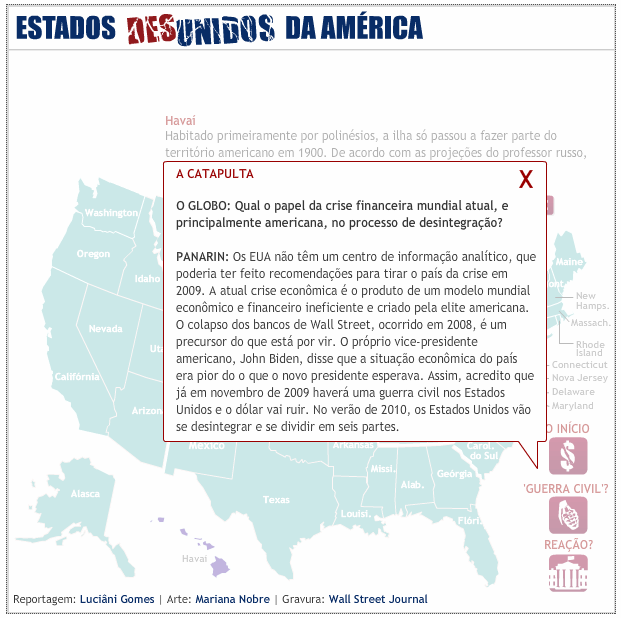 ESTADOS DESUNIDOS DA AMÉRICA
Havai
Habitado primeiramente por polinésios, a ilha só passou a fazer parte do
território americano em 1900. De acordo com as projeções do professor russo,
A CATAPULTA
X
O GLOBO: Qual o papel da crise financeira mundial atual, e
principalmente americana, no processo de desintegração?
PANARIN: Os EUA não têm um centro de informação analítico, que
poderia ter feito recomendações para tirar o país da crise em
2009. A atual crise econômica é o produto de um modelo mundial
econômico e financeiro ineficiente e criado pela elite americana.
O colapso dos bancos de Wall Street, ocorrido em 2008, é um
precursor do que está por vir. O próprio vice-presidente
americano, John Biden, disse que a situação econômica do país
era pior do o que o novo presidente esperava. Assim, acredito que
já em novembro de 2009 haverá uma guerra civil nos Estados
Unidos e o dólar vai ruir. No verão de 2010, os Estados Unidos vão
se desintegrar e se dividir em seis partes.
Washington
Oregon
Idaho
Nevada
Califórnia
Arizon
México
Texas
Arkansas
Missi.
Alab.
Louisi.
Geórgia
Carol.
do Sul
Flóri.
Maine
New
Hamps.
Massach.
Rhode
Island
Connecticut
Nova Jersey
Delaware
Maryland
Alasca
Havai
O INÍCIO
'GUERRA CIVIL'?
REAÇÃO?
Reportagem: Luciâni Gomes | Arte: Mariana Nobre | Gravura: Wall Street Journal